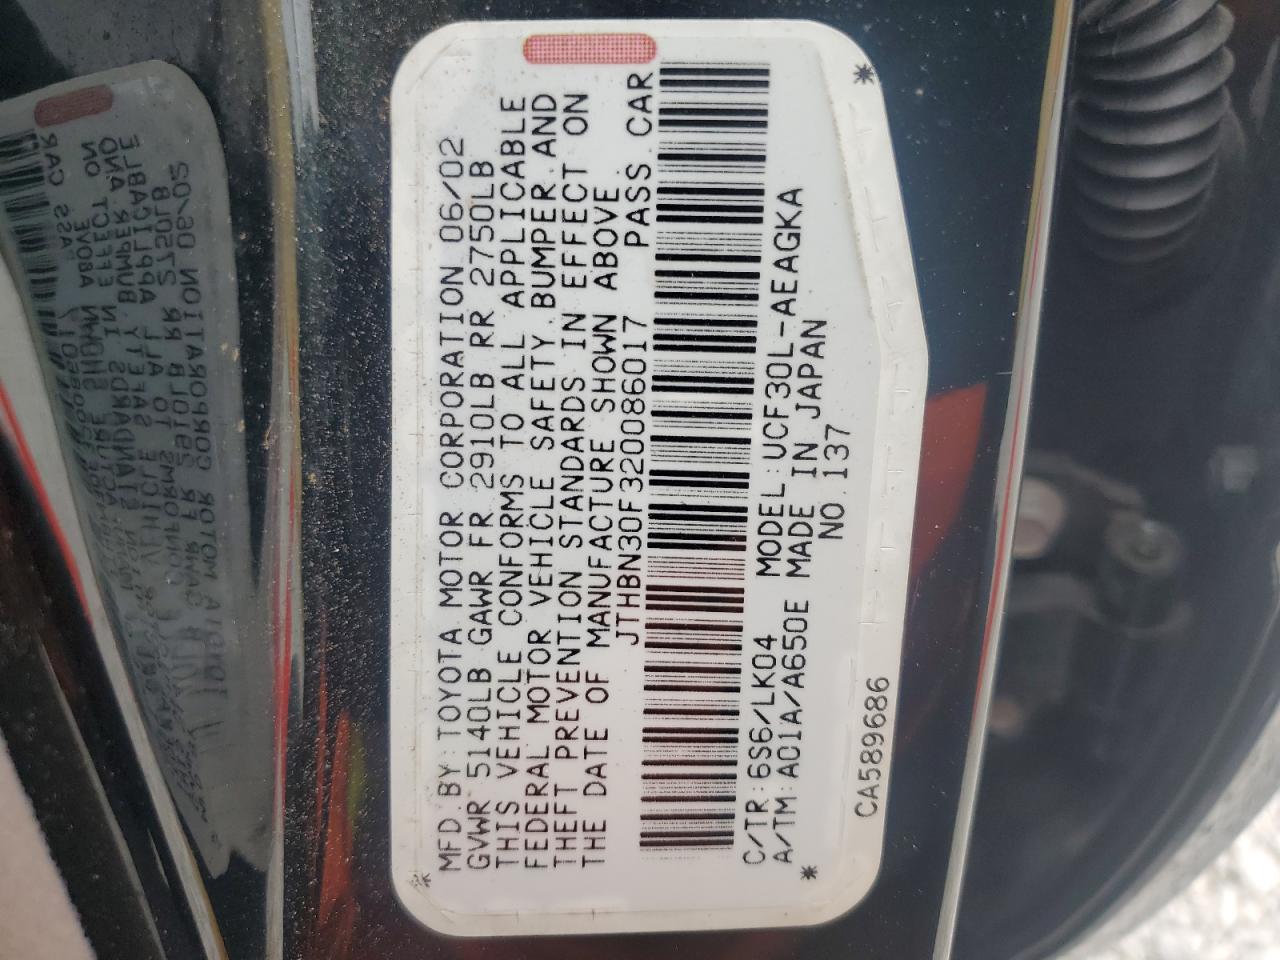 MFD.BY:TOYOTA MOTOR CORPORATION 06/02
GVWR 5140LB GAWR FR 2910LB RR 2750LB
THIS VEHICLE CONFORMS TO ALL APPLICABLE
FEDERAL MOTOR VEHICLE SAFETY,BUMPER,AND
THEFT PREVENTION STANDARDS IN EFFECT ON
THE DATE OF MANUFACTURE SHOWN ABOVE.
JTHBN30F320086017 PASS.CAR
C/TR:6S6/LK04 MODEL:UCF30L-AEAGKA
A/TM:A01A/A650E MADE IN JAPAN
NO.137
CA589686